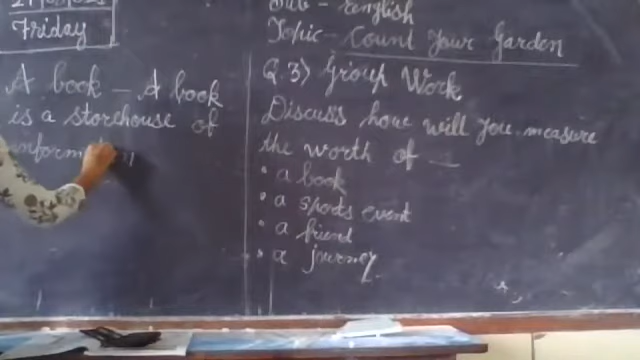 Friday
Sub - English
Topic - Count Your Garden
A book - A book
is a storehouse of
Q.3) Group Work
Discuss how will you measure
the worth of -
• a book
• a sports event
• a friend
• a journey.